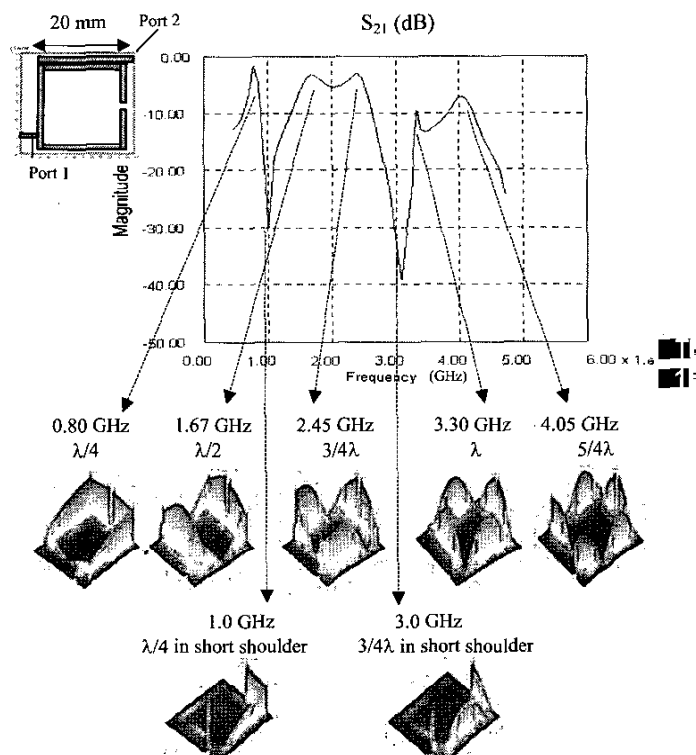 20 mm
Port 2
S21 (dB)
Port 1
Magnitude
0.00
-10.00
-20.00
-30.00
-40.00
-50.00
0.00 1.00 2.00 3.00 4.00 5.00 6.00 x 1.e
Frequency (GHz)
0.80 GHz
λ/4
1.67 GHz
λ/2
2.45 GHz
3/4λ
3.30 GHz
λ
4.05 GHz
5/4λ
1.0 GHz
λ/4 in short shoulder
3.0 GHz
3/4λ in short shoulder